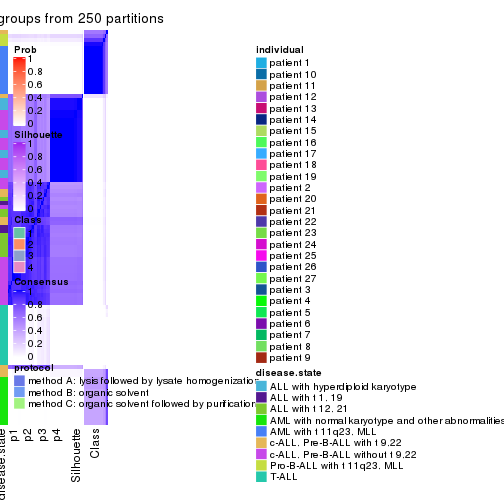 groups from 250 partitions
Prob
1
0.8
0.6
0.4
0.2
0
Silhouette
1
0.8
0.6
0.4
0.2
0
Class
1
2
3
4
Consensus
1
0.8
0.6
0.4
0.2
0
protocol
method A: lysis followed by lysate homogenization
method B: organic solvent
method C: organic solvent followed by purification
disease.state
p1
p2
p3
p4
Silhouette
Class
individual
patient 1
patient 10
patient 11
patient 12
patient 13
patient 14
patient 15
patient 16
patient 17
patient 18
patient 19
patient 2
patient 20
patient 21
patient 22
patient 23
patient 24
patient 25
patient 26
patient 27
patient 3
patient 4
patient 5
patient 6
patient 7
patient 8
patient 9
disease.state
ALL with hyperdiploid karyotype
ALL with t 1. 19
ALL with t 12. 21
AML with normal karyotype and other abnormalities
AML with t 11q23. MLL
c-ALL. Pre-B-ALL with t 9.22
c-ALL. Pre-B-ALL without t 9.22
Pro-B-ALL with t 11q23. MLL
T-ALL